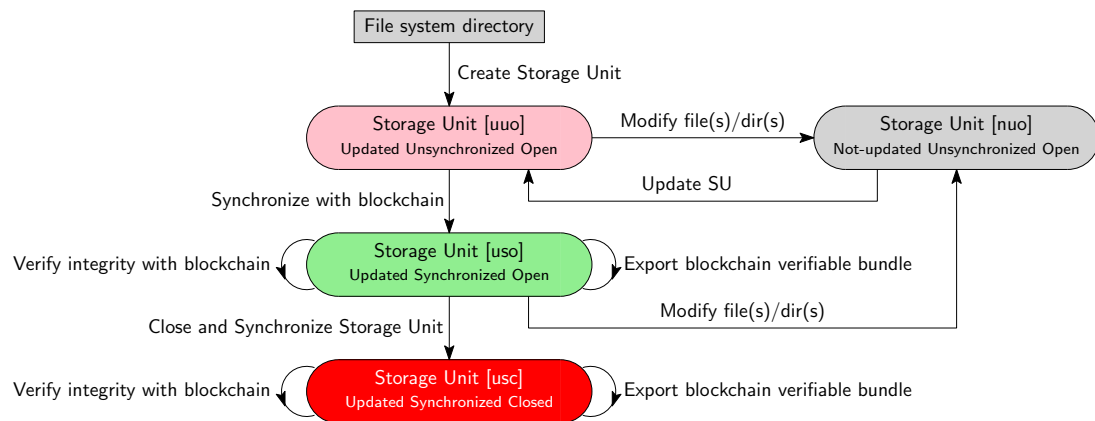 File system directory
Create Storage Unit
Storage Unit [uuo]
Updated Unsynchronized Open
Modify file(s)/dir(s)
Storage Unit [nuo]
Not-updated Unsynchronized Open
Update SU
Synchronize with blockchain
Verify integrity with blockchain
Storage Unit [uso]
Updated Synchronized Open
Export blockchain verifiable bundle
Modify file(s)/dir(s)
Close and Synchronize Storage Unit
Verify integrity with blockchain
Storage Unit [usc]
Updated Synchronized Closed
Export blockchain verifiable bundle